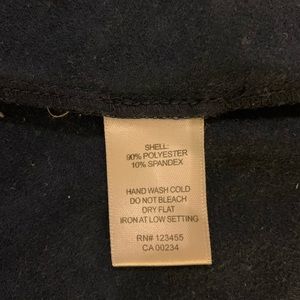 SHELL
90% POLYESTER
10% SPANDEX
HAND WASH COLD
DO NOT BLEACH
DRY FLAT
IRON AT LOW SETTING
RN# 123455
CA 00234